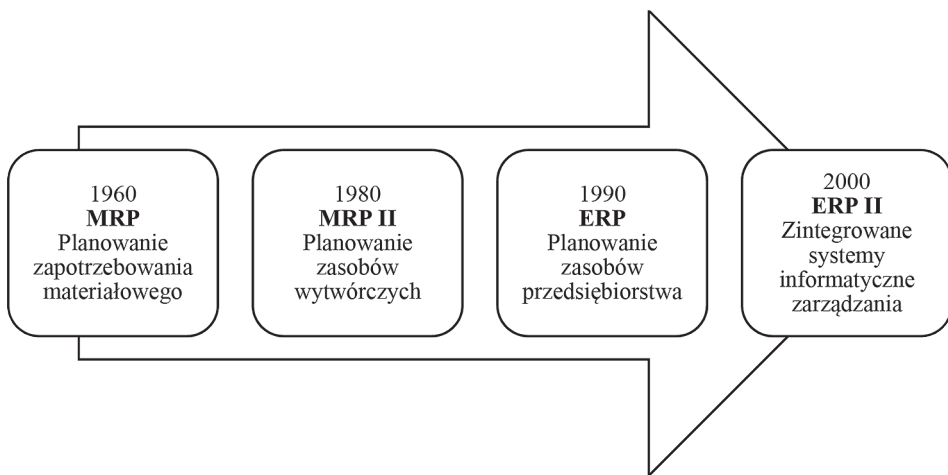 1960
MRP
Planowanie
zapotrzebowania
materiałowego
1980
MRP II
Planowanie
zasobów
wytwórczych
1990
ERP
Planowanie
zasobów
przedsiębiorstwa
2000
ERP II
Zintegrowane
systemy
informatyczne
zarządzania